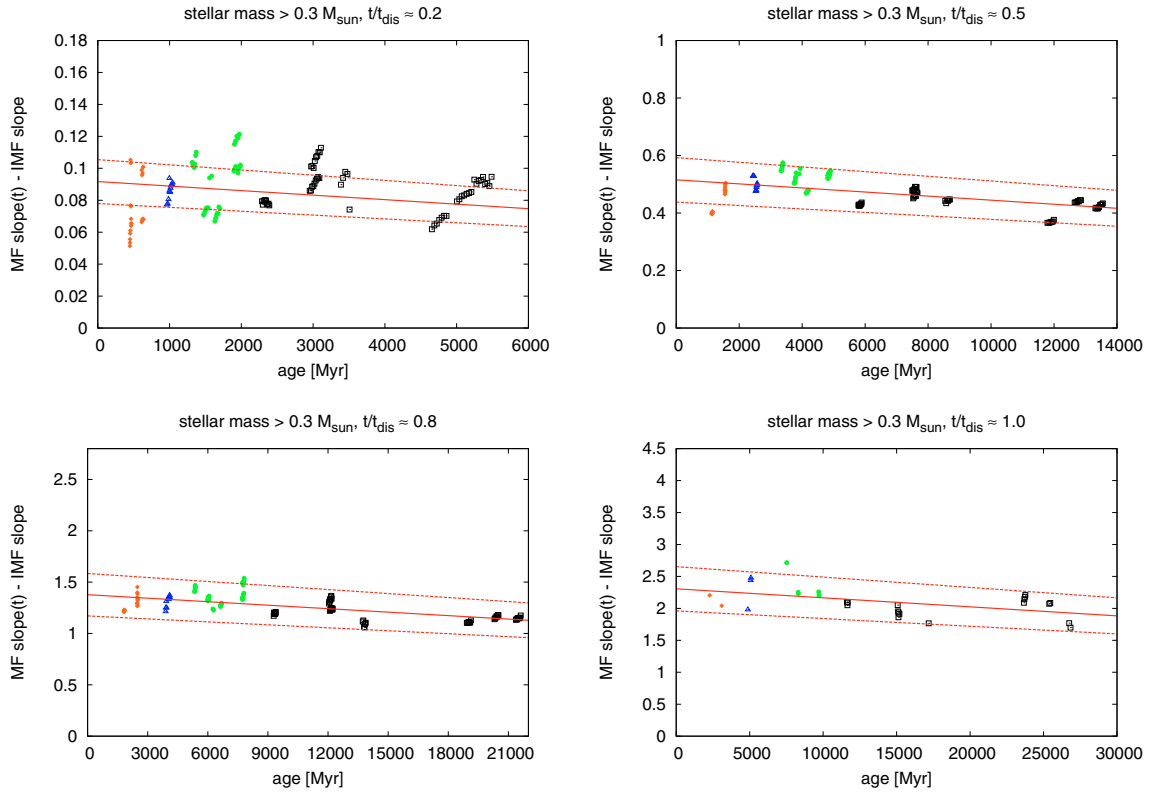 stellar mass > 0.3 M_sun, t/t_dis ≈ 0.2
MF slope(t) - IMF slope
0.18
0.16
0.14
0.12
0.1
0.08
0.06
0.04
0.02
0
0 1000 2000 3000 4000 5000 6000
age [Myr]
stellar mass > 0.3 M_sun, t/t_dis ≈ 0.5
MF slope(t) - IMF slope
1
0.8
0.6
0.4
0.2
0
0 2000 4000 6000 8000 10000 12000 14000
age [Myr]
stellar mass > 0.3 M_sun, t/t_dis ≈ 0.8
MF slope(t) - IMF slope
2.5
2
1.5
1
0.5
0
0 3000 6000 9000 12000 15000 18000 21000
age [Myr]
stellar mass > 0.3 M_sun, t/t_dis ≈ 1.0
MF slope(t) - IMF slope
4.5
4
3.5
3
2.5
2
1.5
1
0.5
0
0 5000 10000 15000 20000 25000 30000
age [Myr]